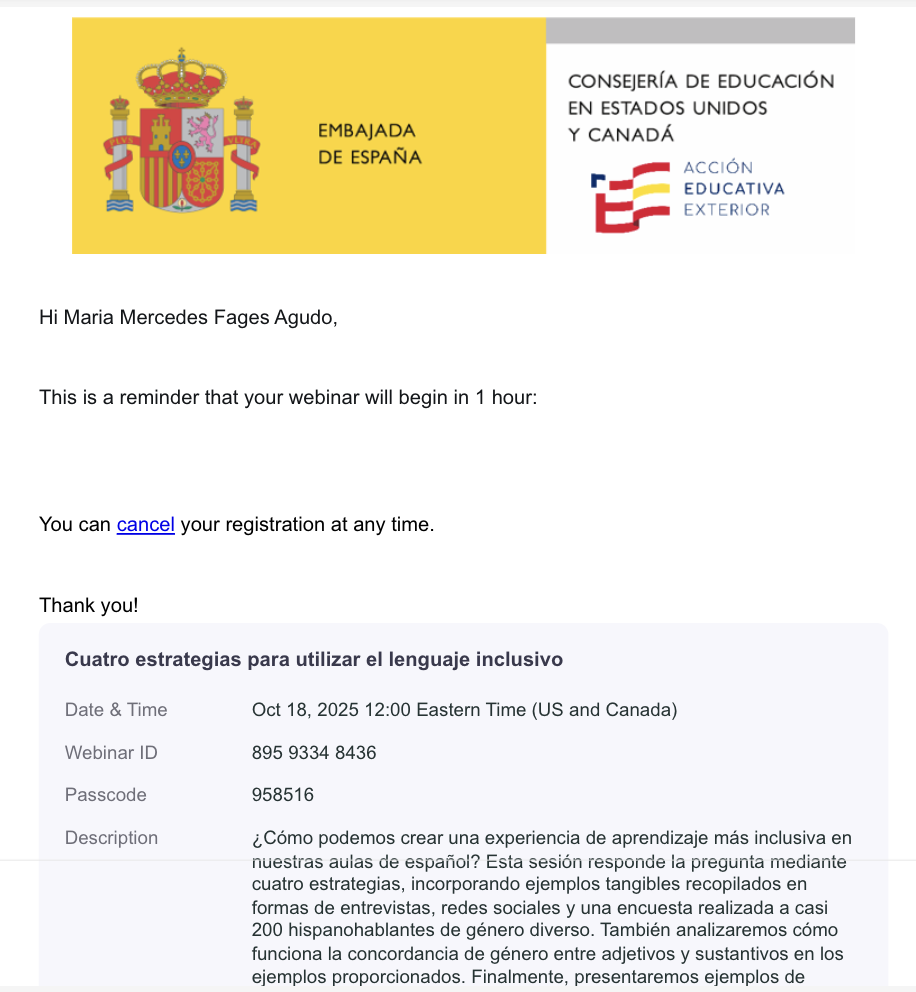 PLVS VLTRA
EMBAJADA
DE ESPAÑA
CONSEJERÍA DE EDUCACIÓN
EN ESTADOS UNIDOS
Y CANADÁ
ACCIÓN
EDUCATIVA
EXTERIOR
Hi Maria Mercedes Fages Agudo,
This is a reminder that your webinar will begin in 1 hour:
You can cancel your registration at any time.
Thank you!
Cuatro estrategias para utilizar el lenguaje inclusivo
Date & Time Oct 18, 2025 12:00 Eastern Time (US and Canada)
Webinar ID 895 9334 8436
Passcode 958516
Description ¿Cómo podemos crear una experiencia de aprendizaje más inclusiva en
nuestras aulas de español? Esta sesión responde la pregunta mediante
cuatro estrategias, incorporando ejemplos tangibles recopilados en
formas de entrevistas, redes sociales y una encuesta realizada a casi
200 hispanohablantes de género diverso. También analizaremos cómo
funciona la concordancia de género entre adjetivos y sustantivos en los
ejemplos proporcionados. Finalmente, presentaremos ejemplos de